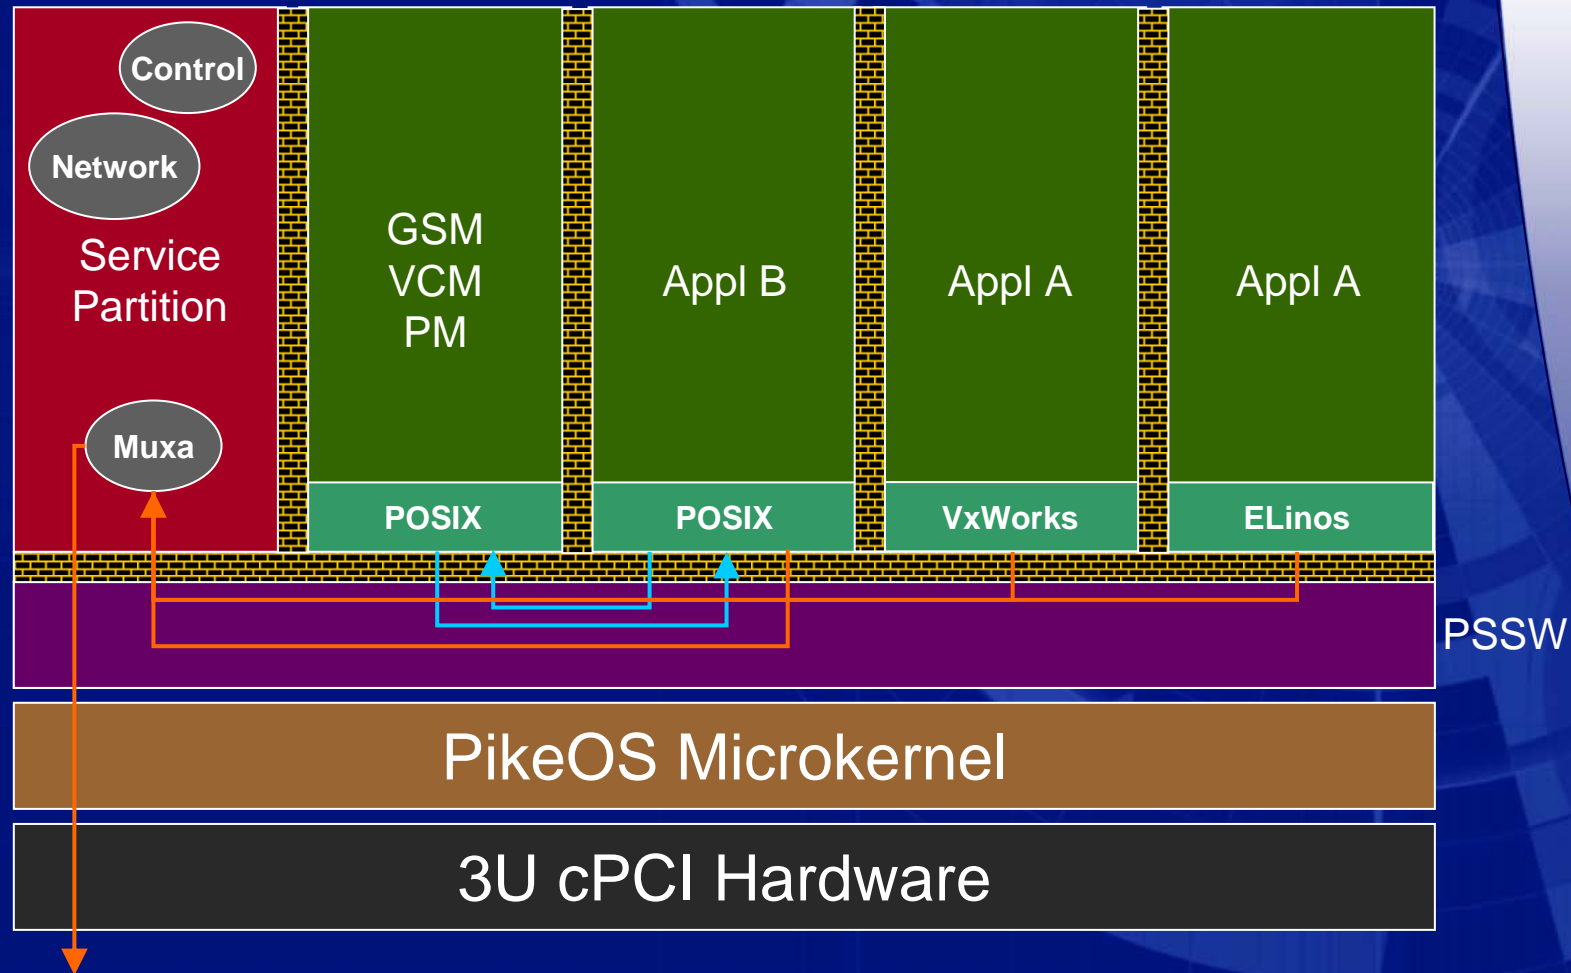 Control
Network
Service
Partition
Muxa
GSM
VCM
PM
POSIX
Appl B
POSIX
Appl A
VxWorks
Appl A
ELinos
PSSW
PikeOS Microkernel
3U cPCI Hardware